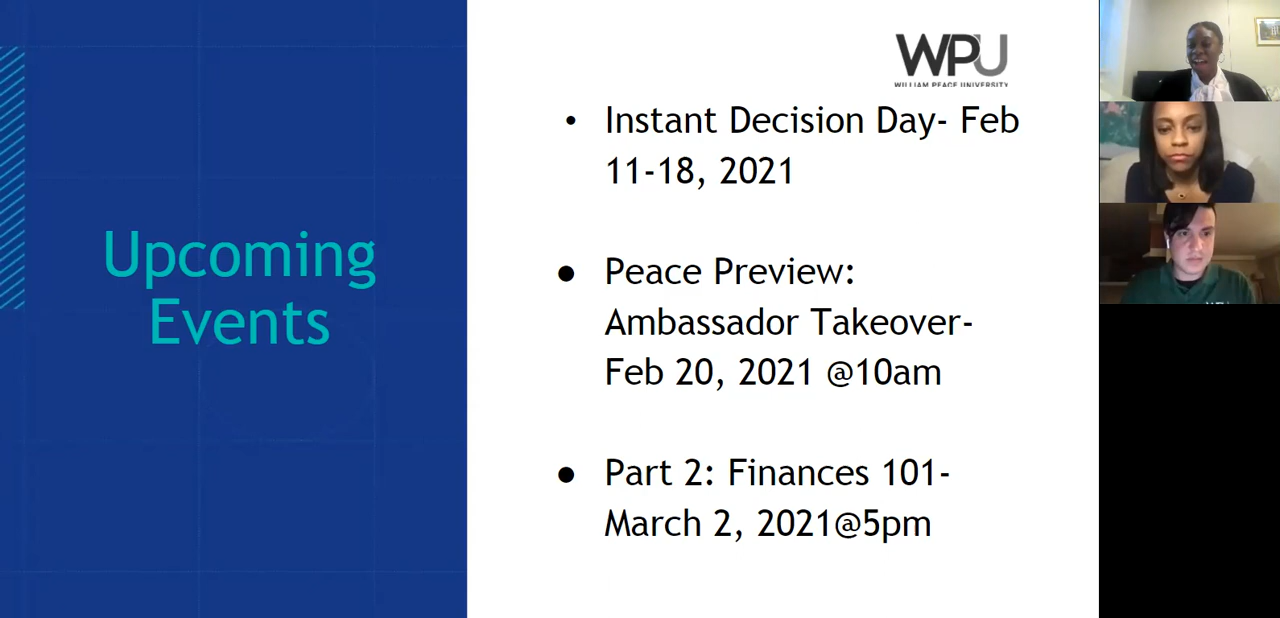 Upcoming
Events
WPU
WILLIAM PEACE UNIVERSITY
• Instant Decision Day- Feb
11-18, 2021
● Peace Preview:
Ambassador Takeover-
Feb 20, 2021 @10am
● Part 2: Finances 101-
March 2, 2021@5pm
WPU